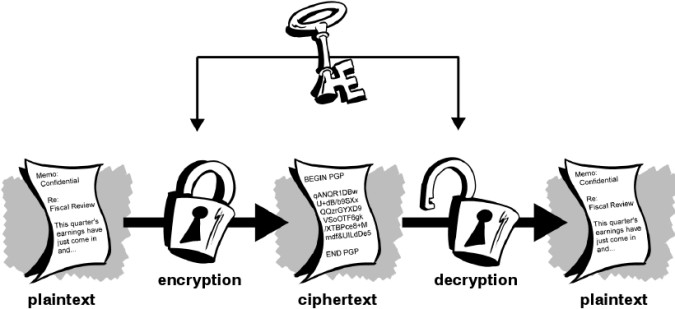 Memo:
Confidential
Re:
Fiscal Review
This quarter's
earnings have
just come in
and...
BEGIN PGP
qANQR1DBw
U+dB/b9SXx
QQzrGYXD9
VSoOTF6gk
/XTBPce8+M
mdf&UILdDe5
END PGP
Memo:
Confidential
Re:
Fiscal Review
This quarter's
earnings have
just come in
and...
encryption
decryption
plaintext
ciphertext
plaintext